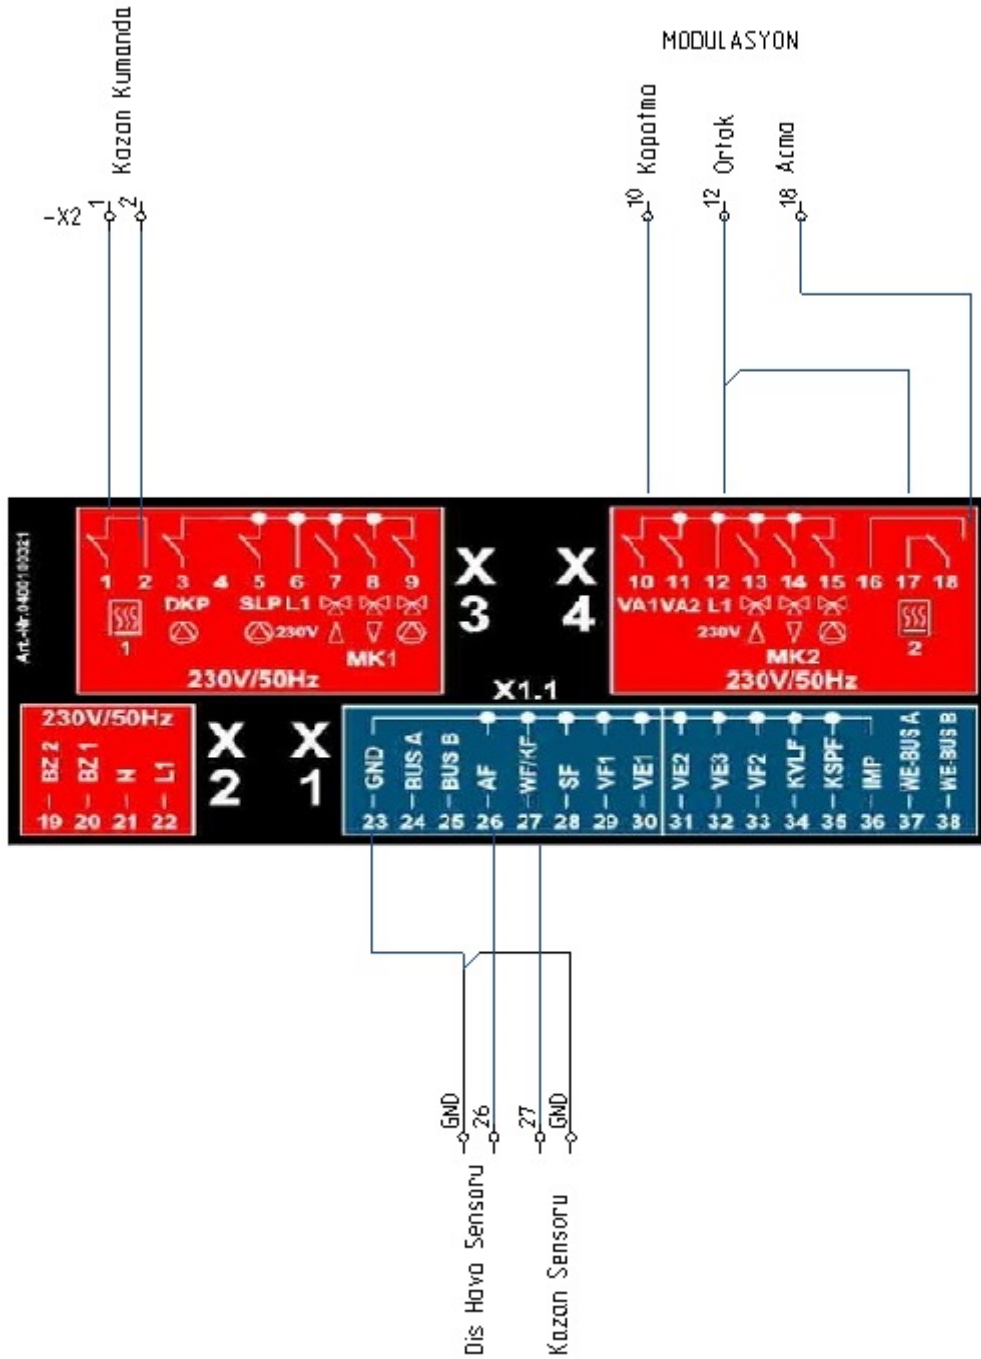 MODULASYON
Kazan Kumanda
Kapatma
Ortak
Acma
-X2
1
2
10
12
18
Art.-Nr.0400100321
1 2 3 4 5 6 7 8 9
DKP SLP L1
230V
1
MK1
230V/50Hz
X
3
X
4
10 11 12 13 14 15 16 17 18
VA1 VA2 L1
230V
2
MK2
230V/50Hz
X1.1
230V/50Hz
BZ 2
BZ 1
N
L1
19 20 21 22
X
2
X
1
GND
BUS A
BUS B
AF
WF/KF
SF
VF1
VE1
VE2
VE3
VF2
KVLF
KSPF
IMP
WE-BUS A
WE-BUS B
23 24 25 26 27 28 29 30 31 32 33 34 35 36 37 38
GND
26
27
GND
Dis Hava Sensoru
Kazan Sensoru